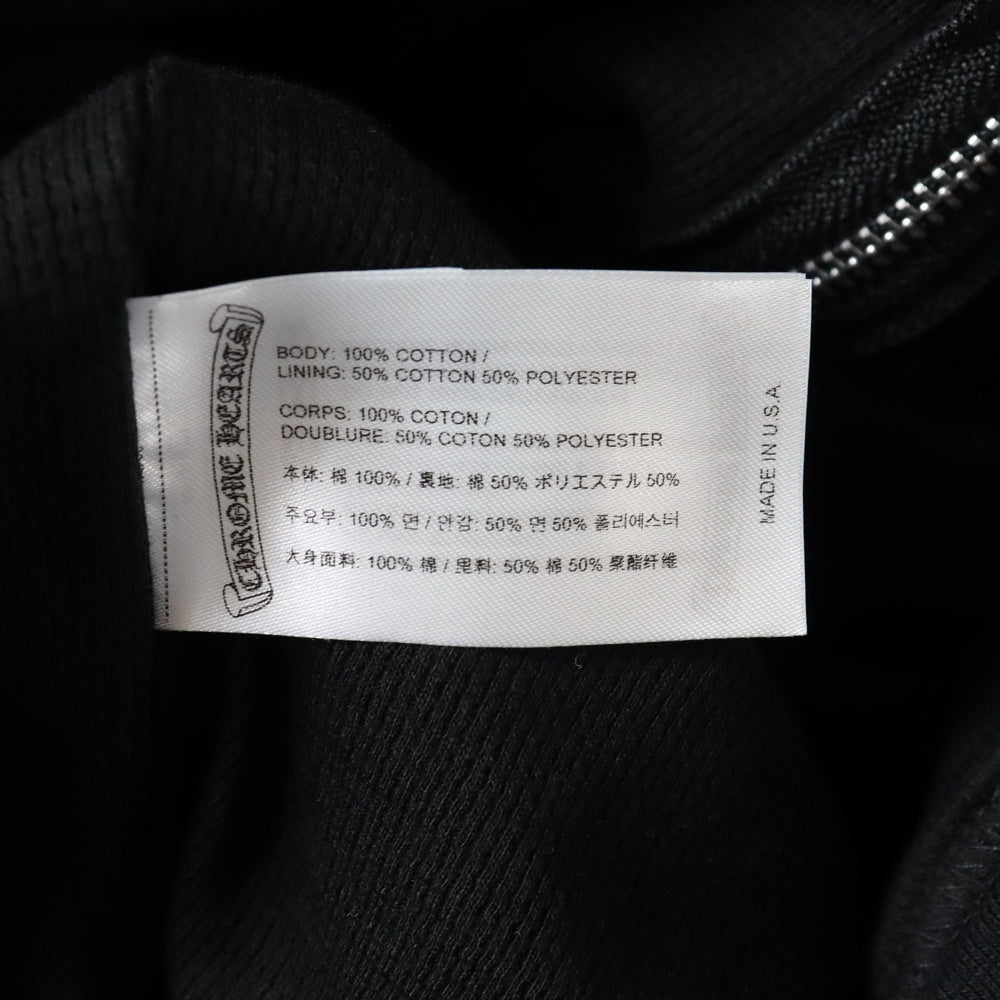 CHROME HEARTS
BODY: 100% COTTON /
LINING: 50% COTTON 50% POLYESTER
CORPS: 100% COTON /
DOUBLURE: 50% COTON 50% POLYESTER
本体: 棉 100% / 裏地: 綿 50% ポリエステル 50%
주요부: 100% 면 / 안감: 50% 면 50% 폴리에스터
大身面料: 100% 棉 / 里料: 50% 棉 50% 聚酯纤维
MADE IN U.S.A.